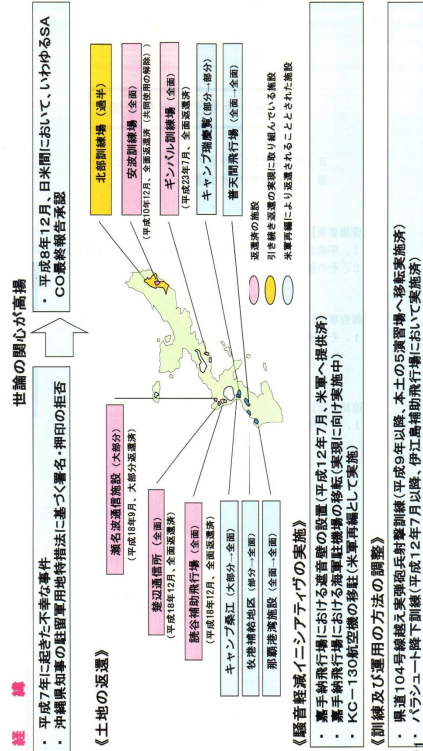 経　緯
・平成7年に起きた不幸な事件
・沖縄県知事の駐留軍用地特措法に基づく署名・押印の拒否
世論の関心が高揚
・平成8年12月、日米間において、いわゆるSA
CO最終報告承認
《土地の返還》
瀬名波通信施設（大部分）
（平成18年9月、大部分返還済）
楚辺通信所（全面）
（平成18年12月、全面返還済）
読谷補助飛行場（全面）
（平成18年12月、全面返還済）
キャンプ桑江（大部分→全面）
牧港補給地区（部分→全面）
那覇港湾施設（全面→全面）
北部訓練場（過半）
安波訓練場（全面）
（平成10年12月、全面返還済（共同使用の解除））
ギンバル訓練場（全面）
（平成23年7月、全面返還済）
キャンプ瑞慶覧（部分→部分）
普天間飛行場（全面→全面）
返還済の施設
引き続き返還の実現に取り組んでいる施設
米軍再編により返還されることとされた施設
《騒音軽減イニシアティヴの実施》
・嘉手納飛行場における遮音壁の設置（平成12年7月、米軍へ提供済）
・嘉手納飛行場における海軍駐機場の移転（実現に向け実施中）
・KC－130航空機の移駐（米軍再編として実施）
《訓練及び運用の方法の調整》
・県道104号線越え実弾砲兵射撃訓練（平成9年以降、本土の5演習場へ移転実施済）
・パラシュート降下訓練（平成12年7月以降、伊江島補助飛行場において実施済）